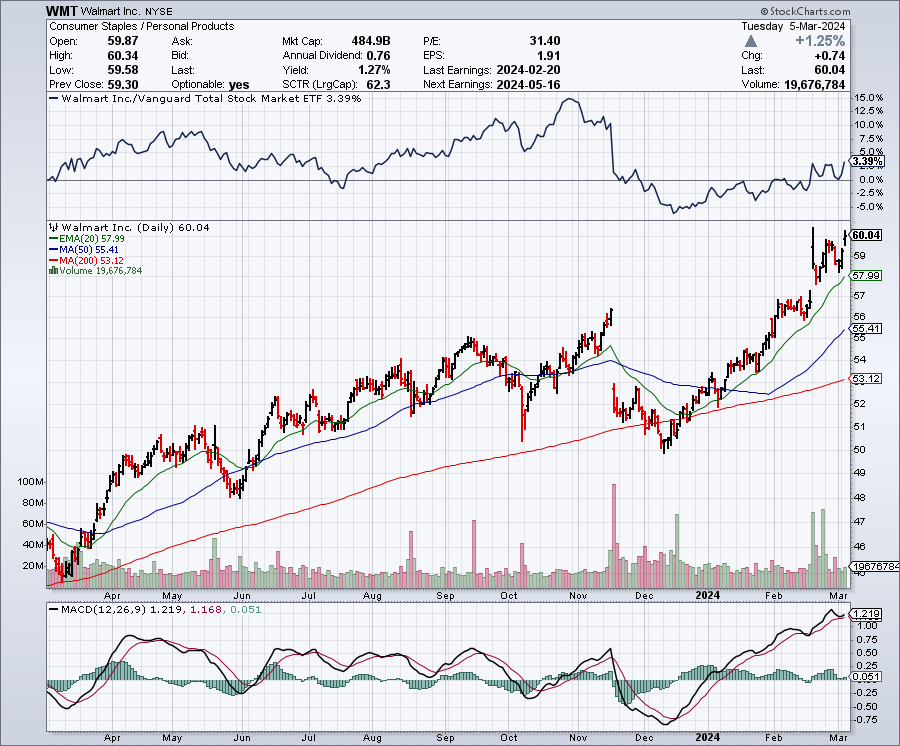 WMT Walmart Inc. NYSE
© StockCharts.com
Consumer Staples / Personal Products
Tuesday 5-Mar-2024
Open: 59.87 Ask: Mkt Cap: 484.9B P/E: 31.40 ▲ +1.25%
High: 60.34 Bid: Annual Dividend: 0.76 EPS: 1.91 Chg: +0.74
Low: 59.58 Last: Yield: 1.27% Last Earnings: 2024-02-20 Last: 60.04
Prev Close: 59.30 Optionable: yes SCTR (LrgCap): 62.3 Next Earnings: 2024-05-16 Volume: 19,676,784
Walmart Inc./Vanguard Total Stock Market ETF 3.39%
15.0%
12.5%
10.0%
7.5%
5.0%
3.39%
0.0%
-2.5%
-5.0%
Walmart Inc. (Daily) 60.04
EMA(20) 57.99
MA(50) 55.41
MA(200) 53.12
Volume 19,676,784
60.04
59
57.99
57
56
55.41
55
54
53.12
52
51
50
49
48
47
46
19676784
100M
80M
60M
40M
20M
Apr May Jun Jul Aug Sep Oct Nov Dec 2024 Feb Mar
MACD(12,26,9) 1.219, 1.168, 0.051
1.219
1.00
0.75
0.50
0.25
0.051
-0.25
-0.50
-0.75
Apr May Jun Jul Aug Sep Oct Nov Dec 2024 Feb Mar